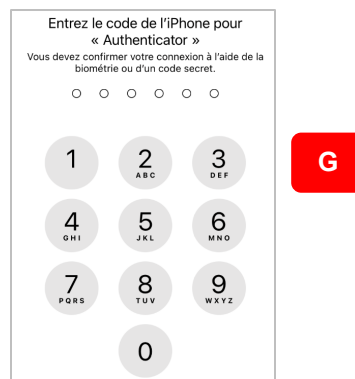 Entrez le code de l’iPhone pour
« Authenticator »
Vous devez confirmer votre connexion à l’aide de la
biométrie ou d’un code secret.
1 2 3
ABC DEF
G
4 5 6
GHI JKL MNO
7 8 9
PQRS TUV WXYZ
0